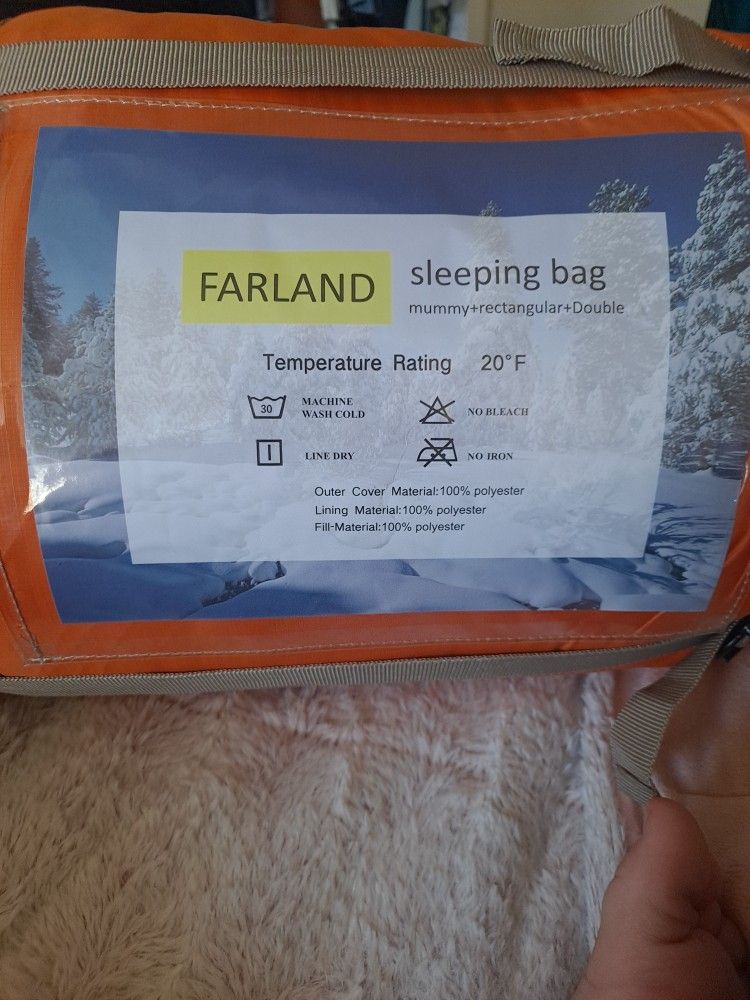 FARLAND
sleeping bag
mummy+rectangular+Double
Temperature Rating 20°F
30 MACHINE WASH COLD
NO BLEACH
LINE DRY
NO IRON
Outer Cover Material:100% polyester
Lining Material:100% polyester
Fill-Material:100% polyester